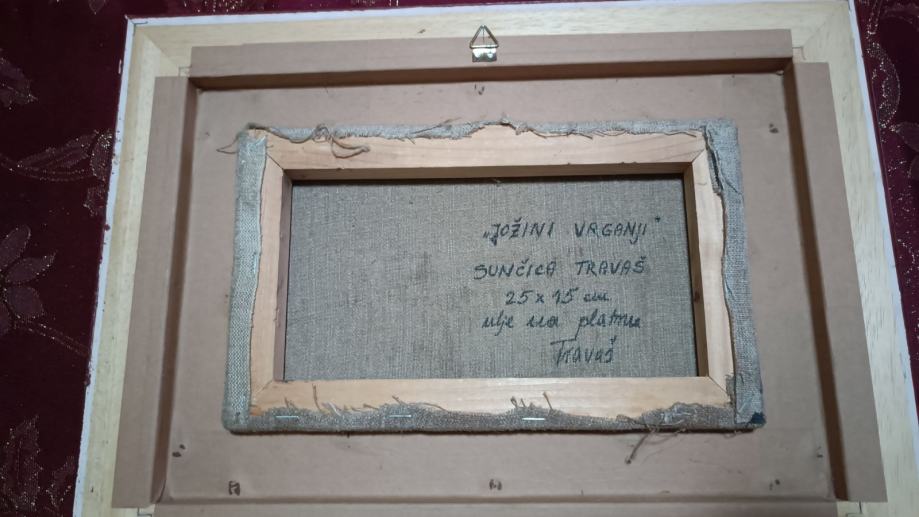 „JOŽINI VRGANJI"
SUNČICA TRAVAŠ
25 x 15 cm
ulje na platnu
Travaš